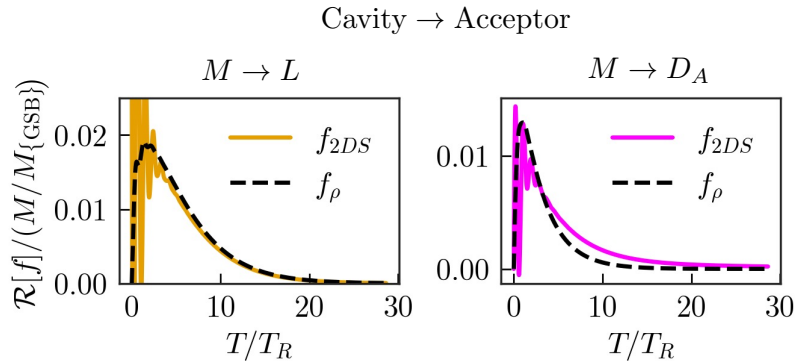 Cavity → Acceptor
M → L
M → D_A
ℛ[f]/(M/M_{GSB})
0.02
0.01
0.00
f_{2DS}
f_ρ
0 10 20 30
T/T_R
0.01
0.00
f_{2DS}
f_ρ
0 10 20 30
T/T_R